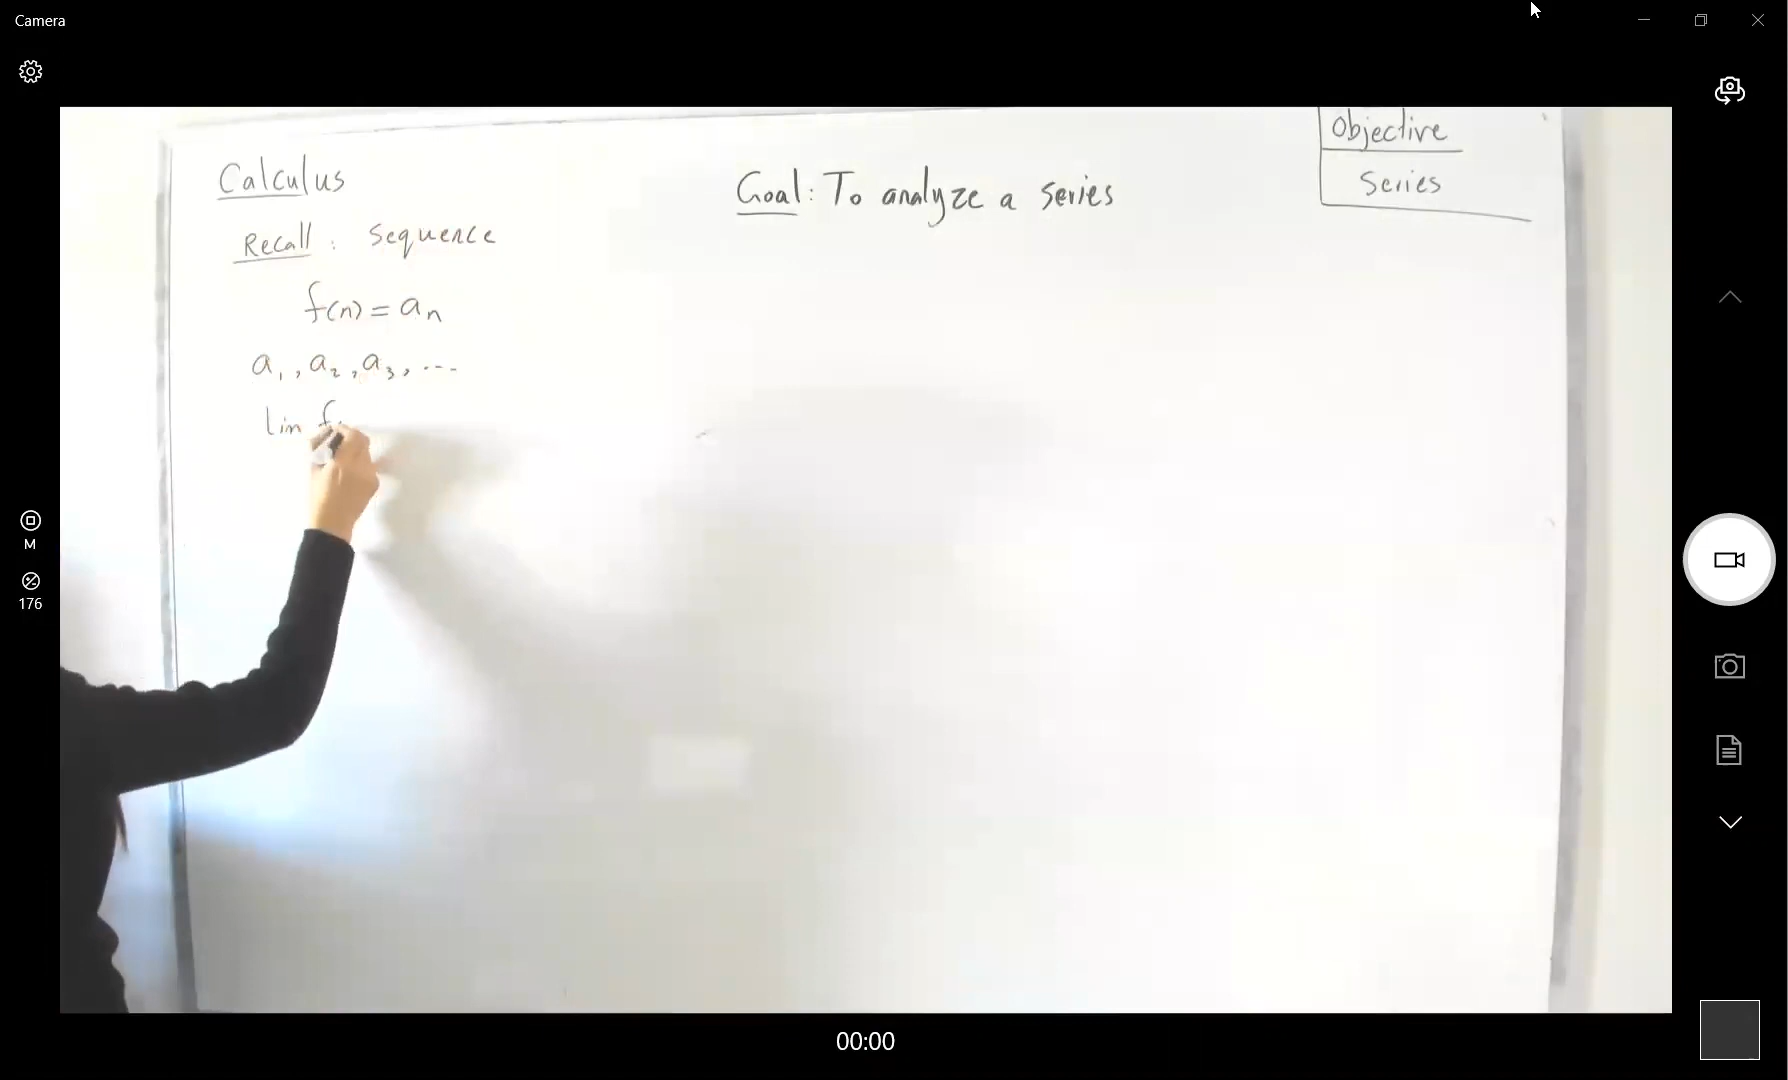 Camera
Objective
Series
Calculus
Goal: To analyze a series
Recall: Sequence
f(n) = aₙ
a₁, a₂, a₃, ...
Lim f
M
176
00:00